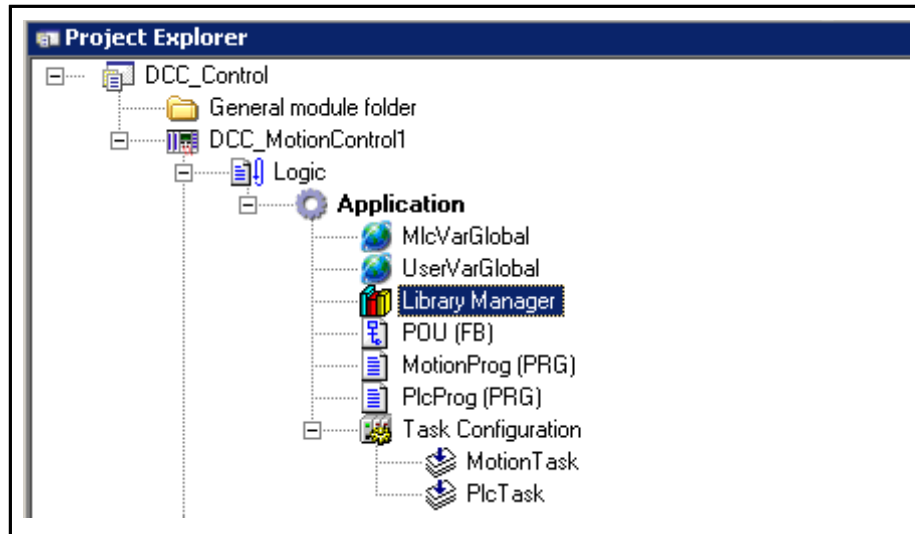 Project Explorer
DCC_Control
General module folder
DCC_MotionControl1
Logic
Application
MlcVarGlobal
UserVarGlobal
Library Manager
POU (FB)
MotionProg (PRG)
PlcProg (PRG)
Task Configuration
MotionTask
PlcTask